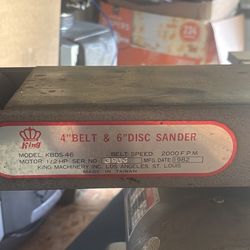 King
4" BELT & 6" DISC SANDER
MODEL: KBDS-46 BELT SPEED: 2000 F.P.M.
MOTOR: 1/2 HP SER. NO. MFG. DATE 1982
KING MACHINERY INC. LOS ANGELES, ST. LOUIS
MADE IN TAIWAN